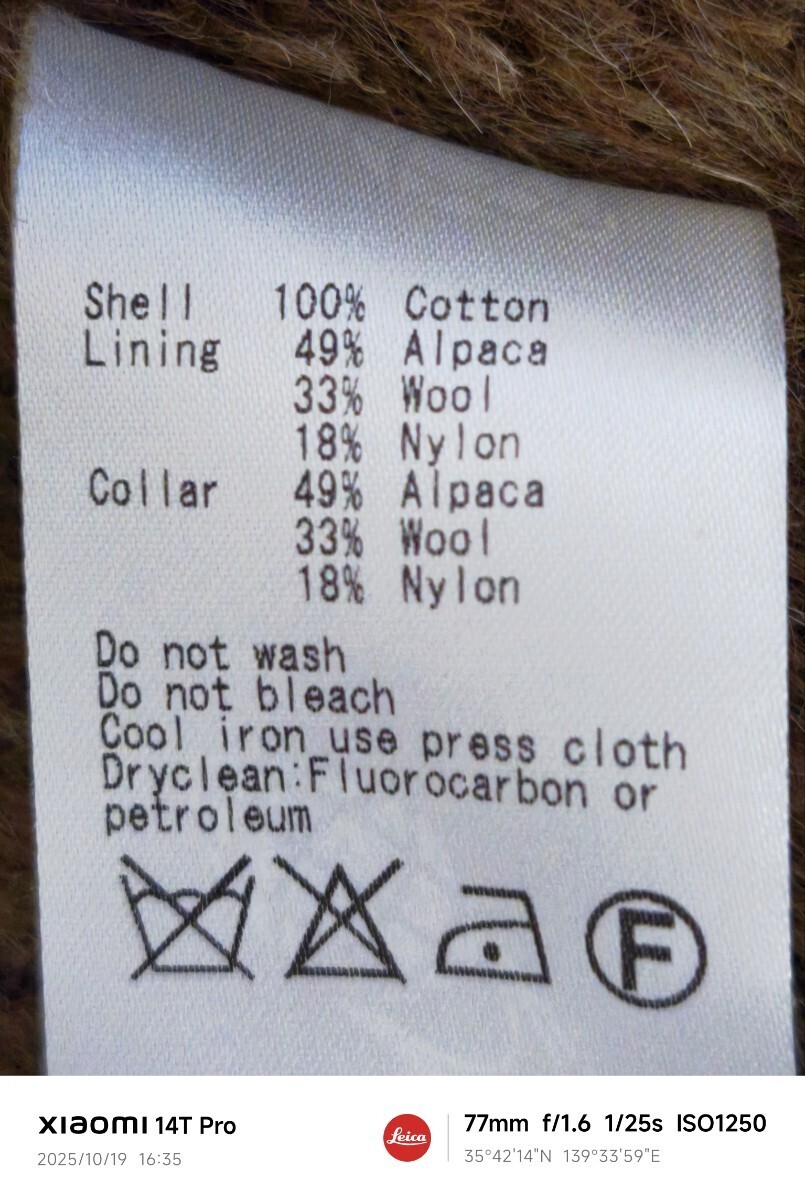 Shell 100% Cotton
Lining 49% Alpaca
33% Wool
18% Nylon
Collar 49% Alpaca
33% Wool
18% Nylon
Do not wash
Do not bleach
Cool iron use press cloth
Dryclean:Fluorocarbon or
petroleum
F
XIAOMI 14T Pro
2025/10/19 16:35
Leica
77mm f/1.6 1/25s ISO1250
35°42'14"N 139°33'59"E